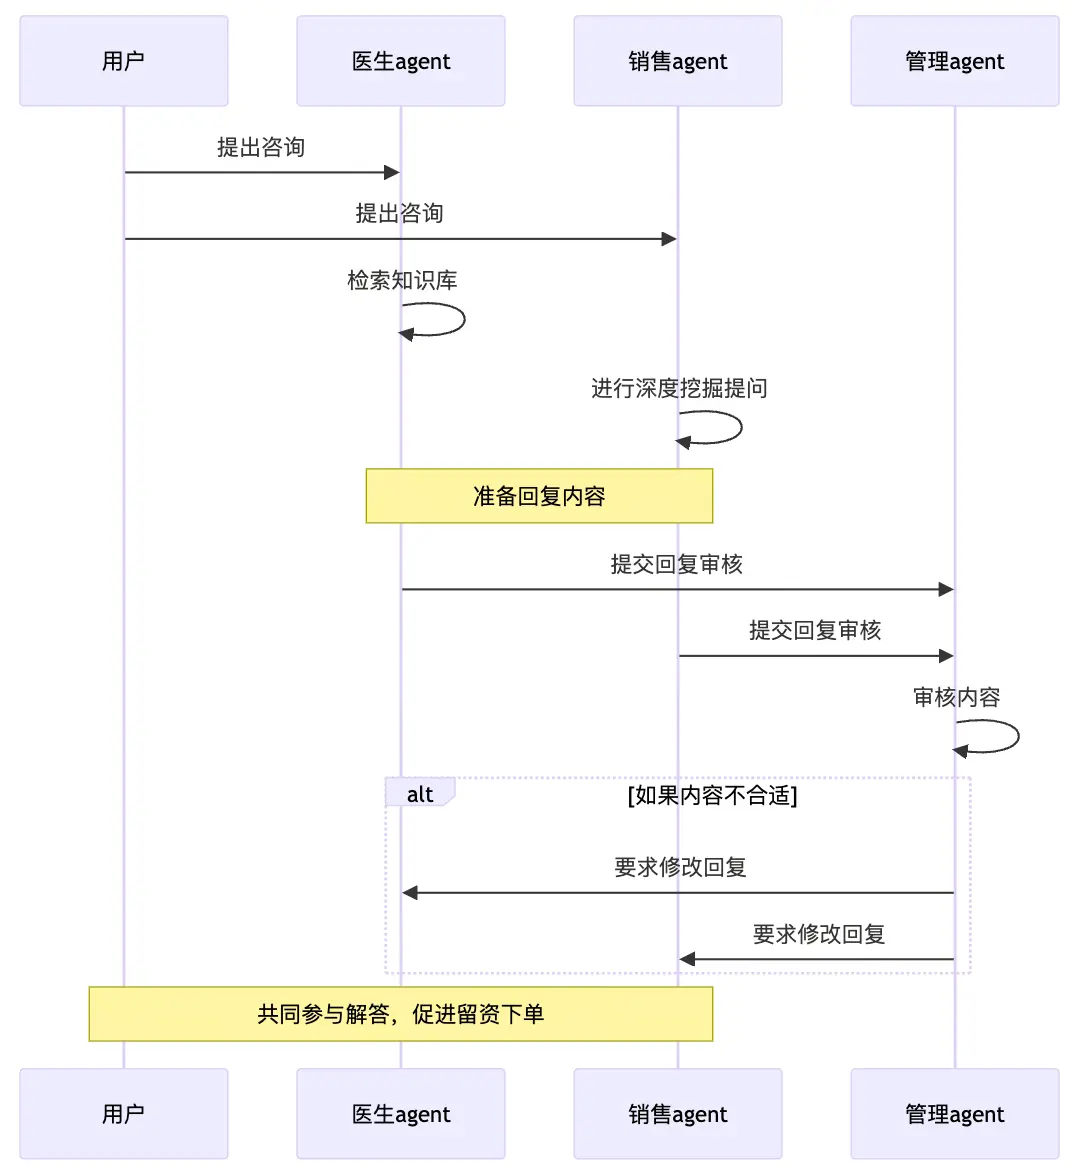 用户
医生agent
销售agent
管理agent
提出咨询
提出咨询
检索知识库
进行深度挖掘提问
准备回复内容
提交回复审核
提交回复审核
审核内容
alt
[如果内容不合适]
要求修改回复
要求修改回复
共同参与解答，促进留资下单
用户
医生agent
销售agent
管理agent